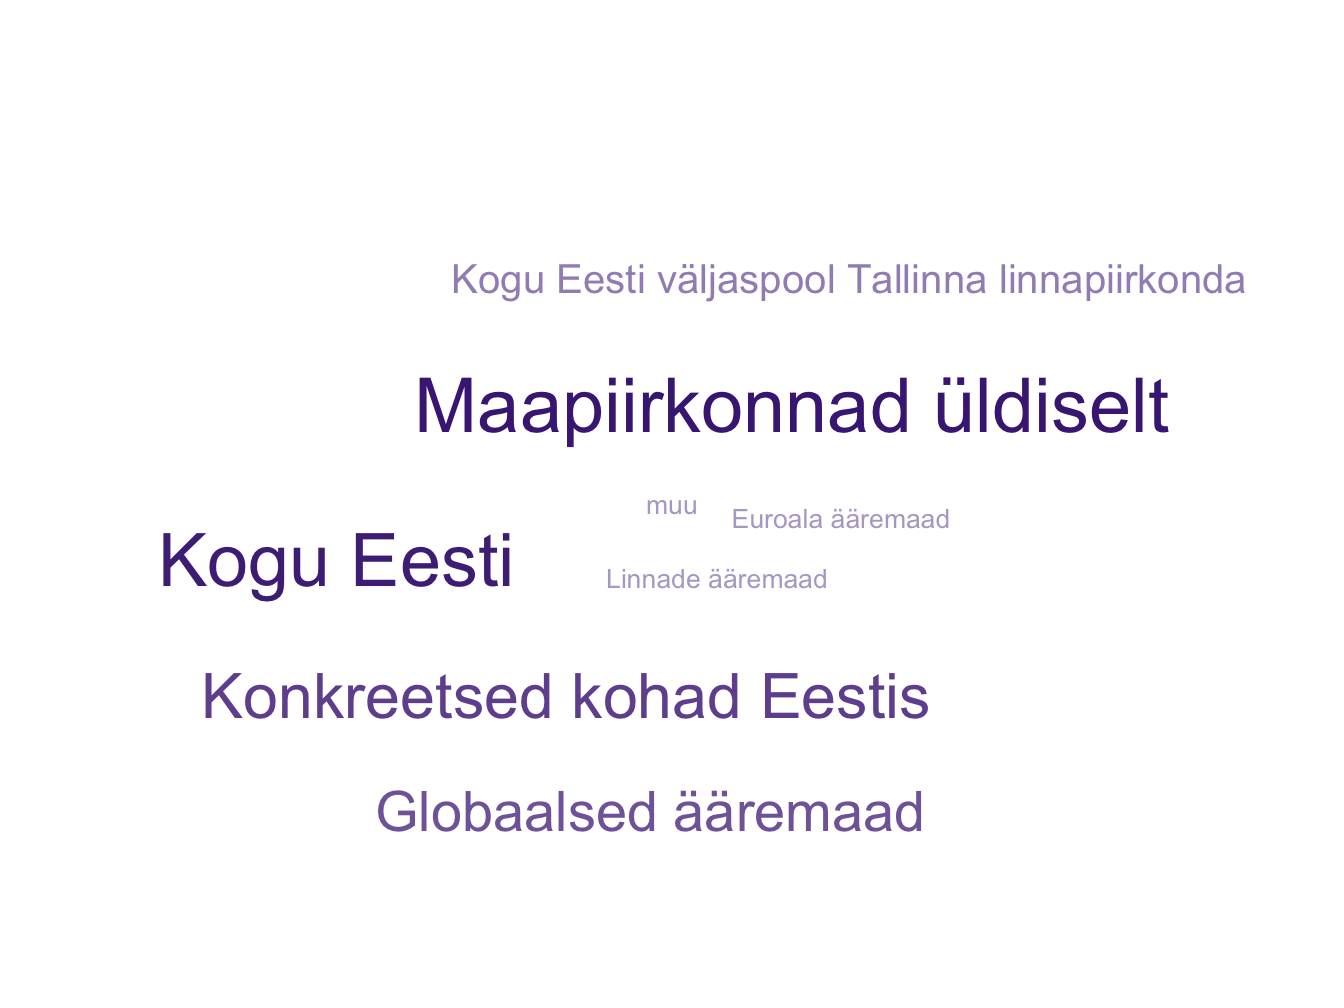 Kogu Eesti väljaspool Tallinna linnapiirkonda
Maapiirkonnad üldiselt
muu
Euroala ääremaad
Kogu Eesti
Linnade ääremaad
Konkreetsed kohad Eestis
Globaalsed ääremaad